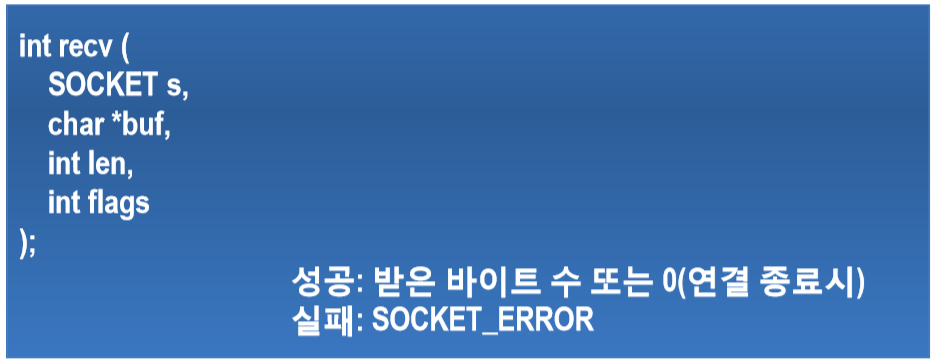 int recv (
SOCKET s,
char *buf,
int len,
int flags
);
성공: 받은 바이트 수 또는 0(연결 종료시)
실패: SOCKET_ERROR